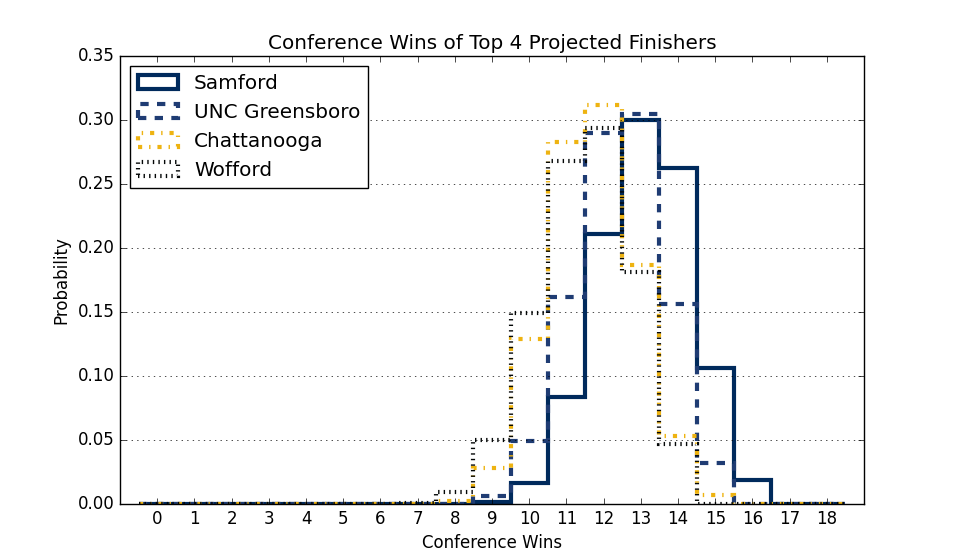 Conference Wins of Top 4 Projected Finishers
0.35
0.30
0.25
0.20
0.15
0.10
0.05
0.00
Probability
Samford
UNC Greensboro
Chattanooga
Wofford
0 1 2 3 4 5 6 7 8 9 10 11 12 13 14 15 16 17 18
Conference Wins